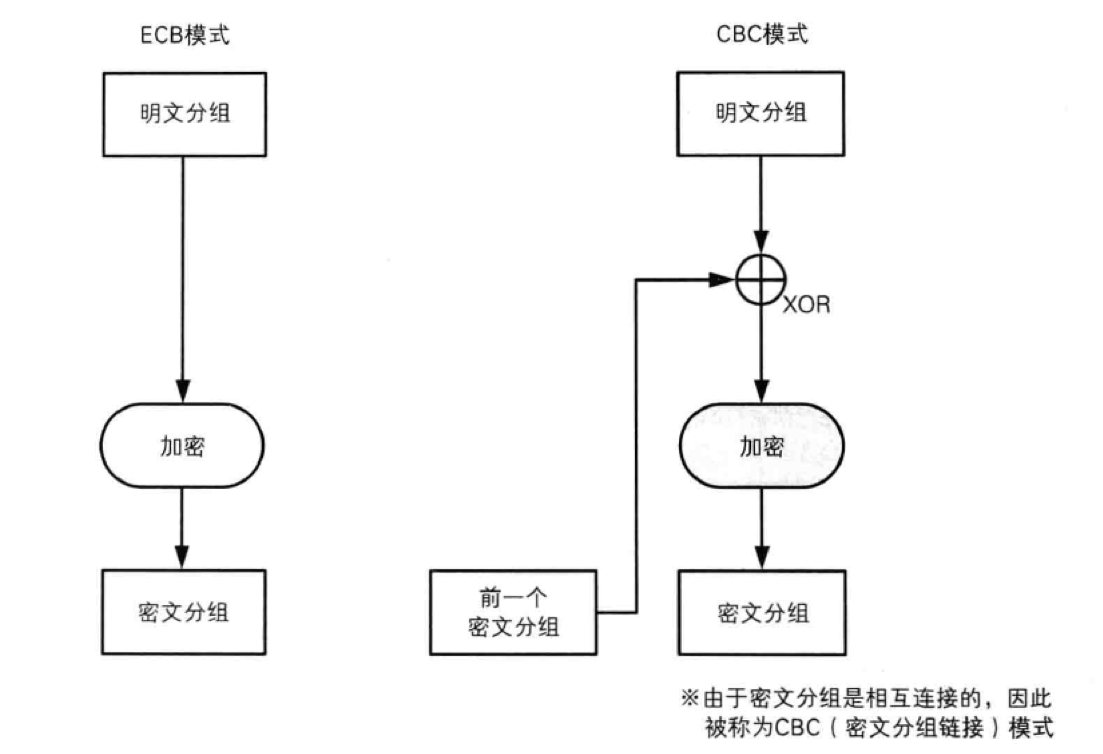 ECB模式
明文分组
加密
密文分组
CBC模式
明文分组
XOR
加密
前一个
密文分组
密文分组
※由于密文分组是相互连接的，因此
被称为CBC（密文分组链接）模式